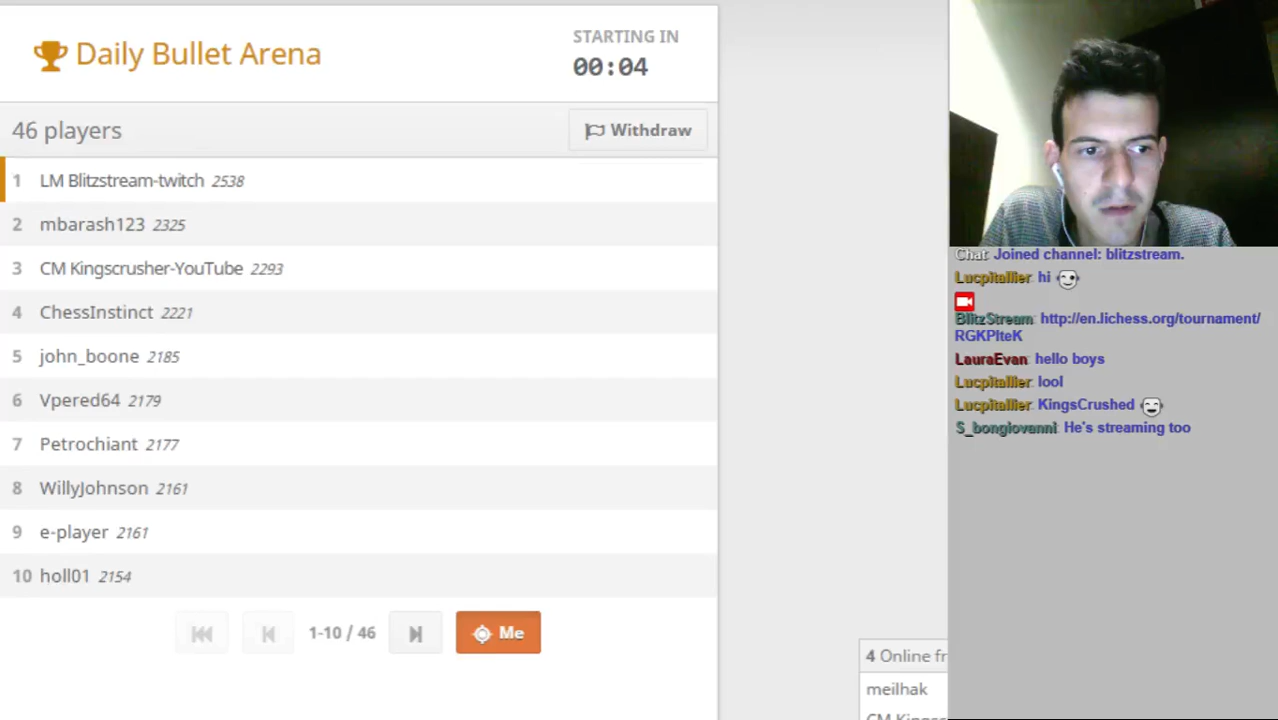 Daily Bullet Arena
STARTING IN
00:04
46 players
Withdraw
1 LM Blitzstream-twitch 2538
2 mbarash123 2325
3 CM Kingscrusher-YouTube 2293
4 ChessInstinct 2221
5 john_boone 2185
6 Vpered64 2179
7 Petrochiant 2177
8 WillyJohnson 2161
9 e-player 2161
10 holl01 2154
1-10 / 46
Me
4 Online fr
meilhak
CM Kings
Chat: Joined channel: blitzstream.
Lucpitallier: hi
BlitzStream: http://en.lichess.org/tournament/
RGKPlteK
LauraEvan: hello boys
Lucpitallier: lool
Lucpitallier: KingsCrushed
S_bongiovanni: He's streaming too